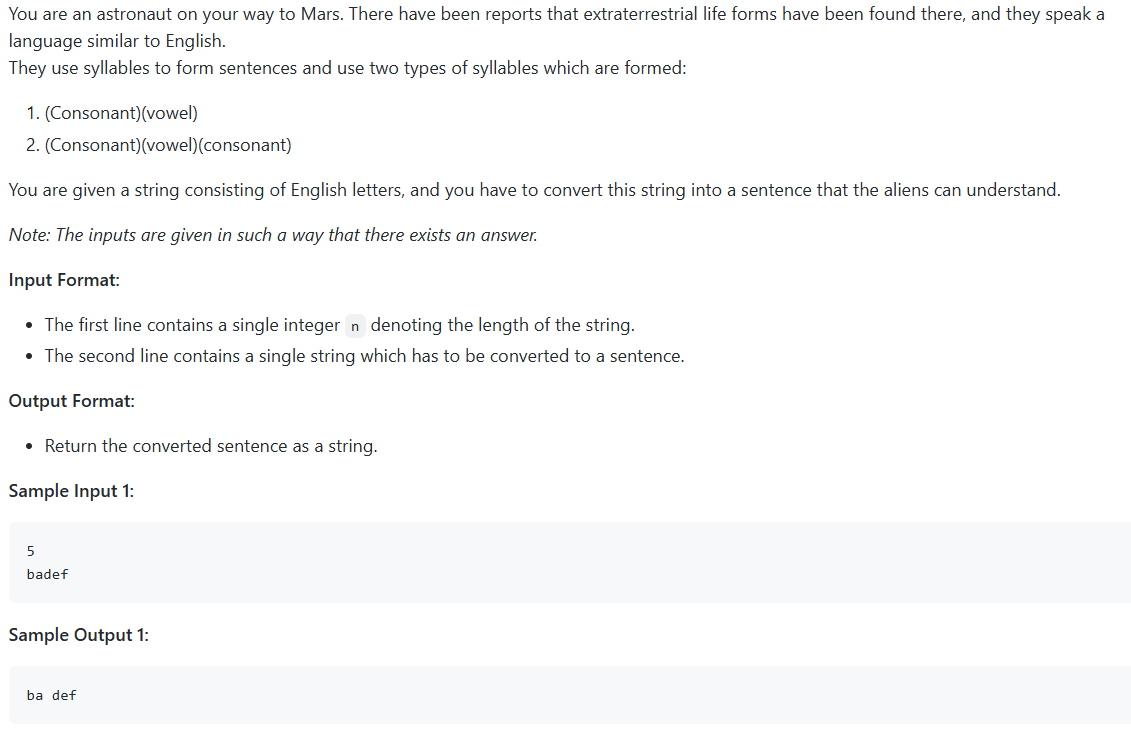 You are an astronaut on your way to Mars. There have been reports that extraterrestrial life forms have been found there, and they speak a
language similar to English.
They use syllables to form sentences and use two types of syllables which are formed:
1. (Consonant)(vowel)
2. (Consonant)(vowel)(consonant)
You are given a string consisting of English letters, and you have to convert this string into a sentence that the aliens can understand.
Note: The inputs are given in such a way that there exists an answer.
Input Format:
• The first line contains a single integer n denoting the length of the string.
• The second line contains a single string which has to be converted to a sentence.
Output Format:
• Return the converted sentence as a string.
Sample Input 1:
5
badef
Sample Output 1:
ba def